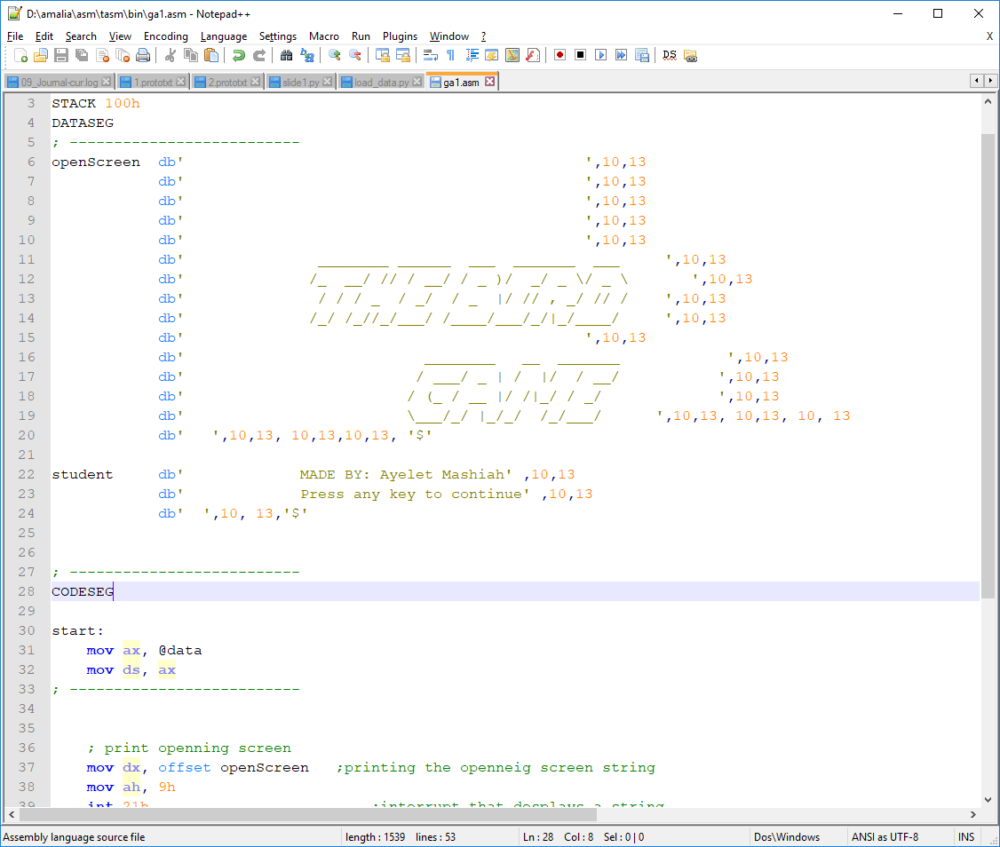 D:\amalia\asm\tasm\bin\ga1.asm - Notepad++
File Edit Search View Encoding Language Settings Macro Run Plugins Window ? X
09_Journal-cur.log 1.prototxt 2.prototxt slide1.py load_data.py ga1.asm
3 STACK 100h
4 DATASEG
5 ; --------------------------
6 openScreen  db'                                             ',10,13
7             db'                                             ',10,13
8             db'                                             ',10,13
9             db'                                             ',10,13
10             db'                                             ',10,13
11             db'               ________ ______  ___  _______  ___     ',10,13
12             db'              /_  __/ // / __/ / _ )/  _/ _ \/ _ \       ',10,13
13             db'               / / / _  / _/  / _  |/ // , _/ // /    ',10,13
14             db'              /_/ /_//_/___/ /____/___/_/|_/____/     ',10,13
15             db'                                             ',10,13
16             db'                           ________   __  _______            ',10,13
17             db'                          / ___/ _ | /  |/  / __/           ',10,13
18             db'                         / (_ / __ |/ /|_/ / _/             ',10,13
19             db'                         \___/_/ |_/_/  /_/___/      ',10,13, 10,13, 10, 13
20             db'   ',10,13, 10,13,10,13, '$'
21
22 student     db'             MADE BY: Ayelet Mashiah' ,10,13
23             db'             Press any key to continue' ,10,13
24             db'  ',10, 13,'$'
25
26
27 ; --------------------------
28 CODESEG
29
30 start:
31     mov ax, @data
32     mov ds, ax
33 ; --------------------------
34
35
36     ; print openning screen
37     mov dx, offset openScreen   ;printing the openneig screen string
38     mov ah, 9h
39     int 21h                         ;interrupt that desplays a string
Assembly language source file length : 1539 lines : 53 Ln : 28 Col : 8 Sel : 0 | 0 Dos\Windows ANSI as UTF-8 INS